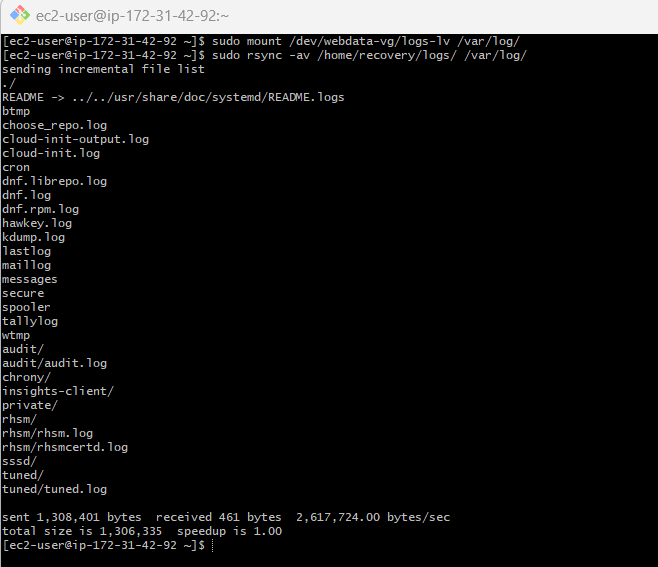 ec2-user@ip-172-31-42-92:~
[ec2-user@ip-172-31-42-92 ~]$ sudo mount /dev/webdata-vg/logs-lv /var/log/
[ec2-user@ip-172-31-42-92 ~]$ sudo rsync -av /home/recovery/logs/ /var/log/
sending incremental file list
./
README -> ../../usr/share/doc/systemd/README.logs
btmp
choose_repo.log
cloud-init-output.log
cloud-init.log
cron
dnf.librepo.log
dnf.log
dnf.rpm.log
hawkey.log
kdump.log
lastlog
maillog
messages
secure
spooler
tallylog
wtmp
audit/
audit/audit.log
chrony/
insights-client/
private/
rhsm/
rhsm/rhsm.log
rhsm/rhsmcertd.log
sssd/
tuned/
tuned/tuned.log
sent 1,308,401 bytes  received 461 bytes  2,617,724.00 bytes/sec
total size is 1,306,335  speedup is 1.00
[ec2-user@ip-172-31-42-92 ~]$